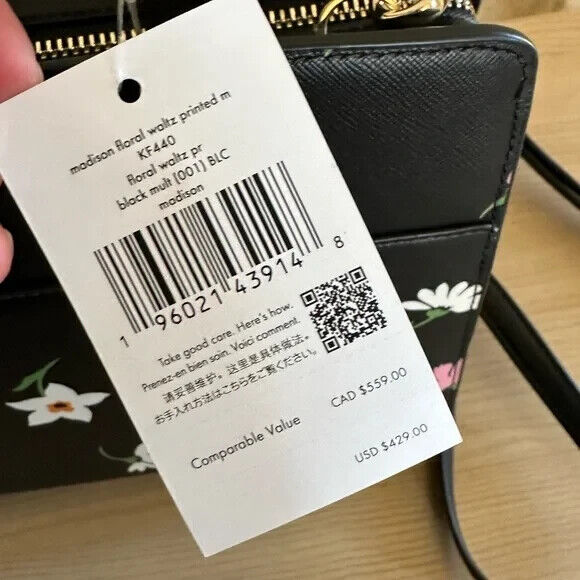 madison floral waltz printed m
KF440
floral waltz pr
black mult [001] BLC
madison
1 96021 43914 8
Take good care. Here's how.
Prenez-en bien soin. Voici comment.
请妥善维护。这里是具体做法。
お手入れ方法はこちらをご覧ください。
Comparable Value
CAD $559.00
USD $429.00